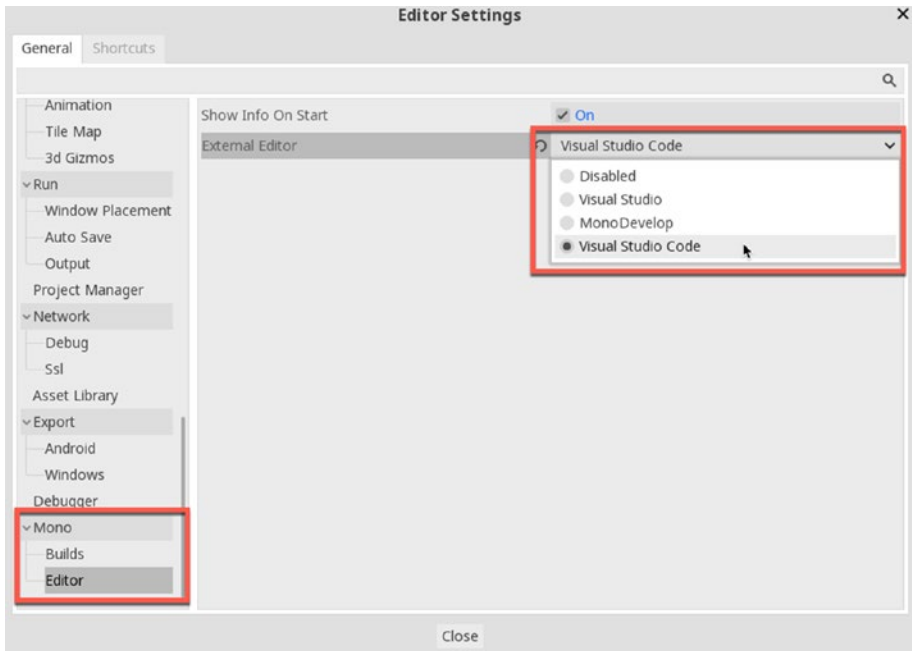 Editor Settings
General Shortcuts
Animation
Tile Map
3d Gizmos
Run
Window Placement
Auto Save
Output
Project Manager
Network
Debug
Ssl
Asset Library
Export
Android
Windows
Debugger
Mono
Builds
Editor
Show Info On Start On
External Editor Visual Studio Code
Disabled
Visual Studio
MonoDevelop
Visual Studio Code
Close